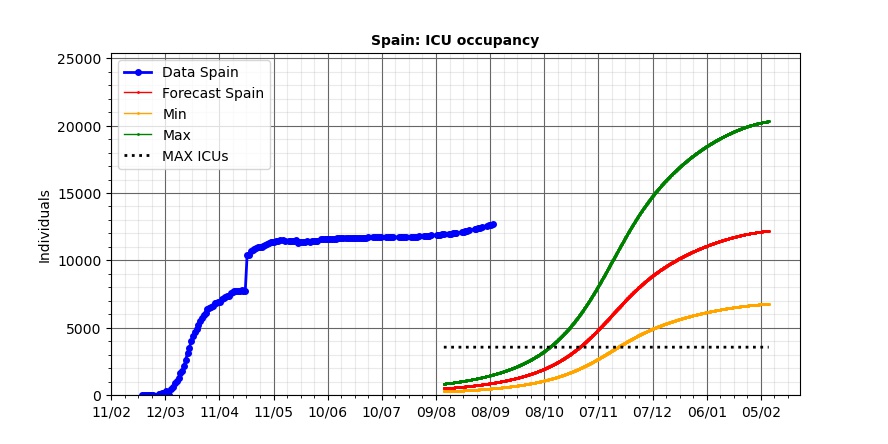 Spain: ICU occupancy
25000
20000
15000
10000
5000
0
Individuals
Data Spain
Forecast Spain
Min
Max
MAX ICUs
11/02 12/03 11/04 11/05 10/06 10/07 09/08 08/09 08/10 07/11 07/12 06/01 05/02